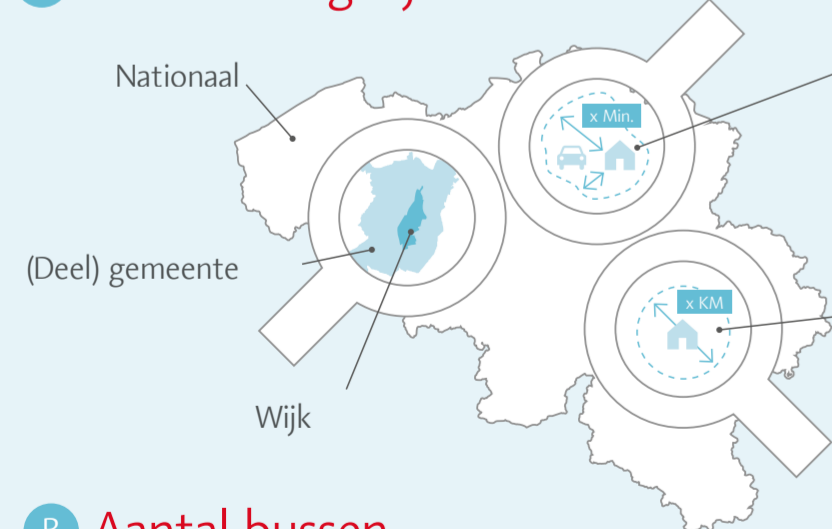 Nationaal
x Min.
(Deel) gemeente
x KM
Wijk
B Aantal bussen